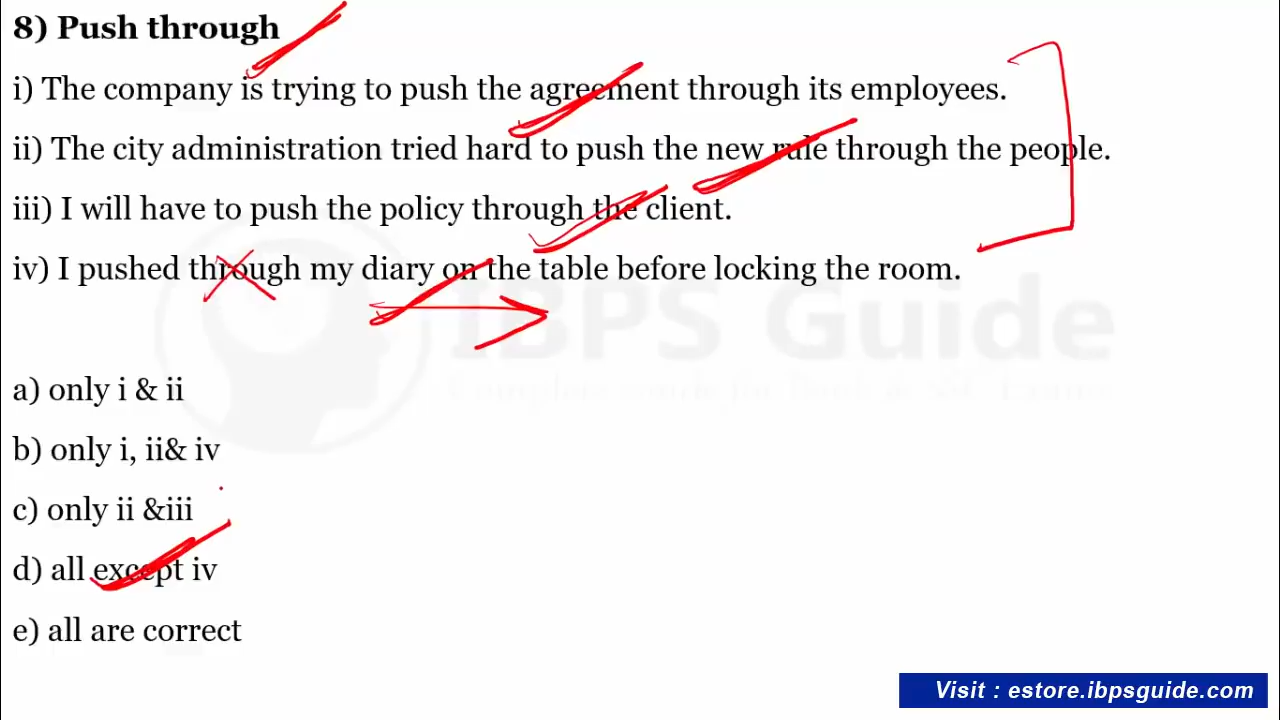 8) Push through
i) The company is trying to push the agreement through its employees.
ii) The city administration tried hard to push the new rule through the people.
iii) I will have to push the policy through the client.
iv) I pushed through my diary on the table before locking the room.
IBPS Guide
a) only i & ii
b) only i, ii& iv
c) only ii &iii
d) all except iv
e) all are correct
Visit : estore.ibpsguide.com